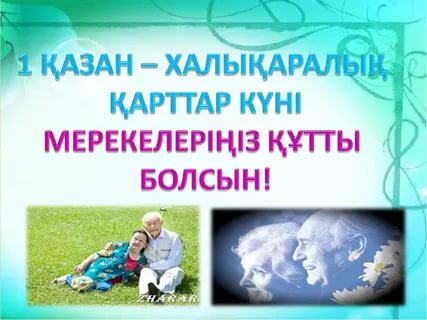 1 ҚАЗАН – ХАЛЫҚАРАЛЫҚ
ҚАРТТАР КҮНІ
МЕРЕКЕЛЕРІҢІЗ ҚҰТТЫ
БОЛСЫН!
ZHARAR